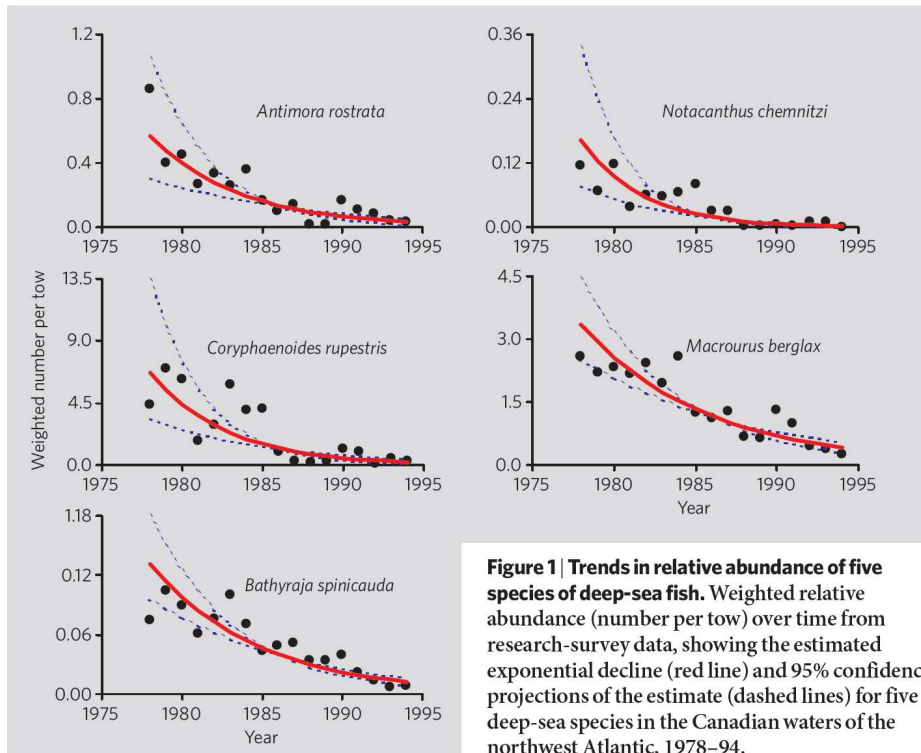 Weighted number per tow
1.2
0.8
0.4
0.0
Antimora rostrata
1975 1980 1985 1990 1995
0.36
0.24
0.12
0.00
Notacanthus chemnitzi
1975 1980 1985 1990 1995
13.5
9.0
4.5
0.0
Coryphaenoides rupestris
1975 1980 1985 1990 1995
4.5
3.0
1.5
0.0
Macrourus berglax
1975 1980 1985 1990 1995
Year
1.18
0.12
0.06
0.00
Bathyraja spinicauda
1975 1980 1985 1990 1995
Year
Figure 1 | Trends in relative abundance of five
species of deep-sea fish. Weighted relative
abundance (number per tow) over time from
research-survey data, showing the estimated
exponential decline (red line) and 95% confidenc
projections of the estimate (dashed lines) for five
deep-sea species in the Canadian waters of the
northwest Atlantic, 1978–94.